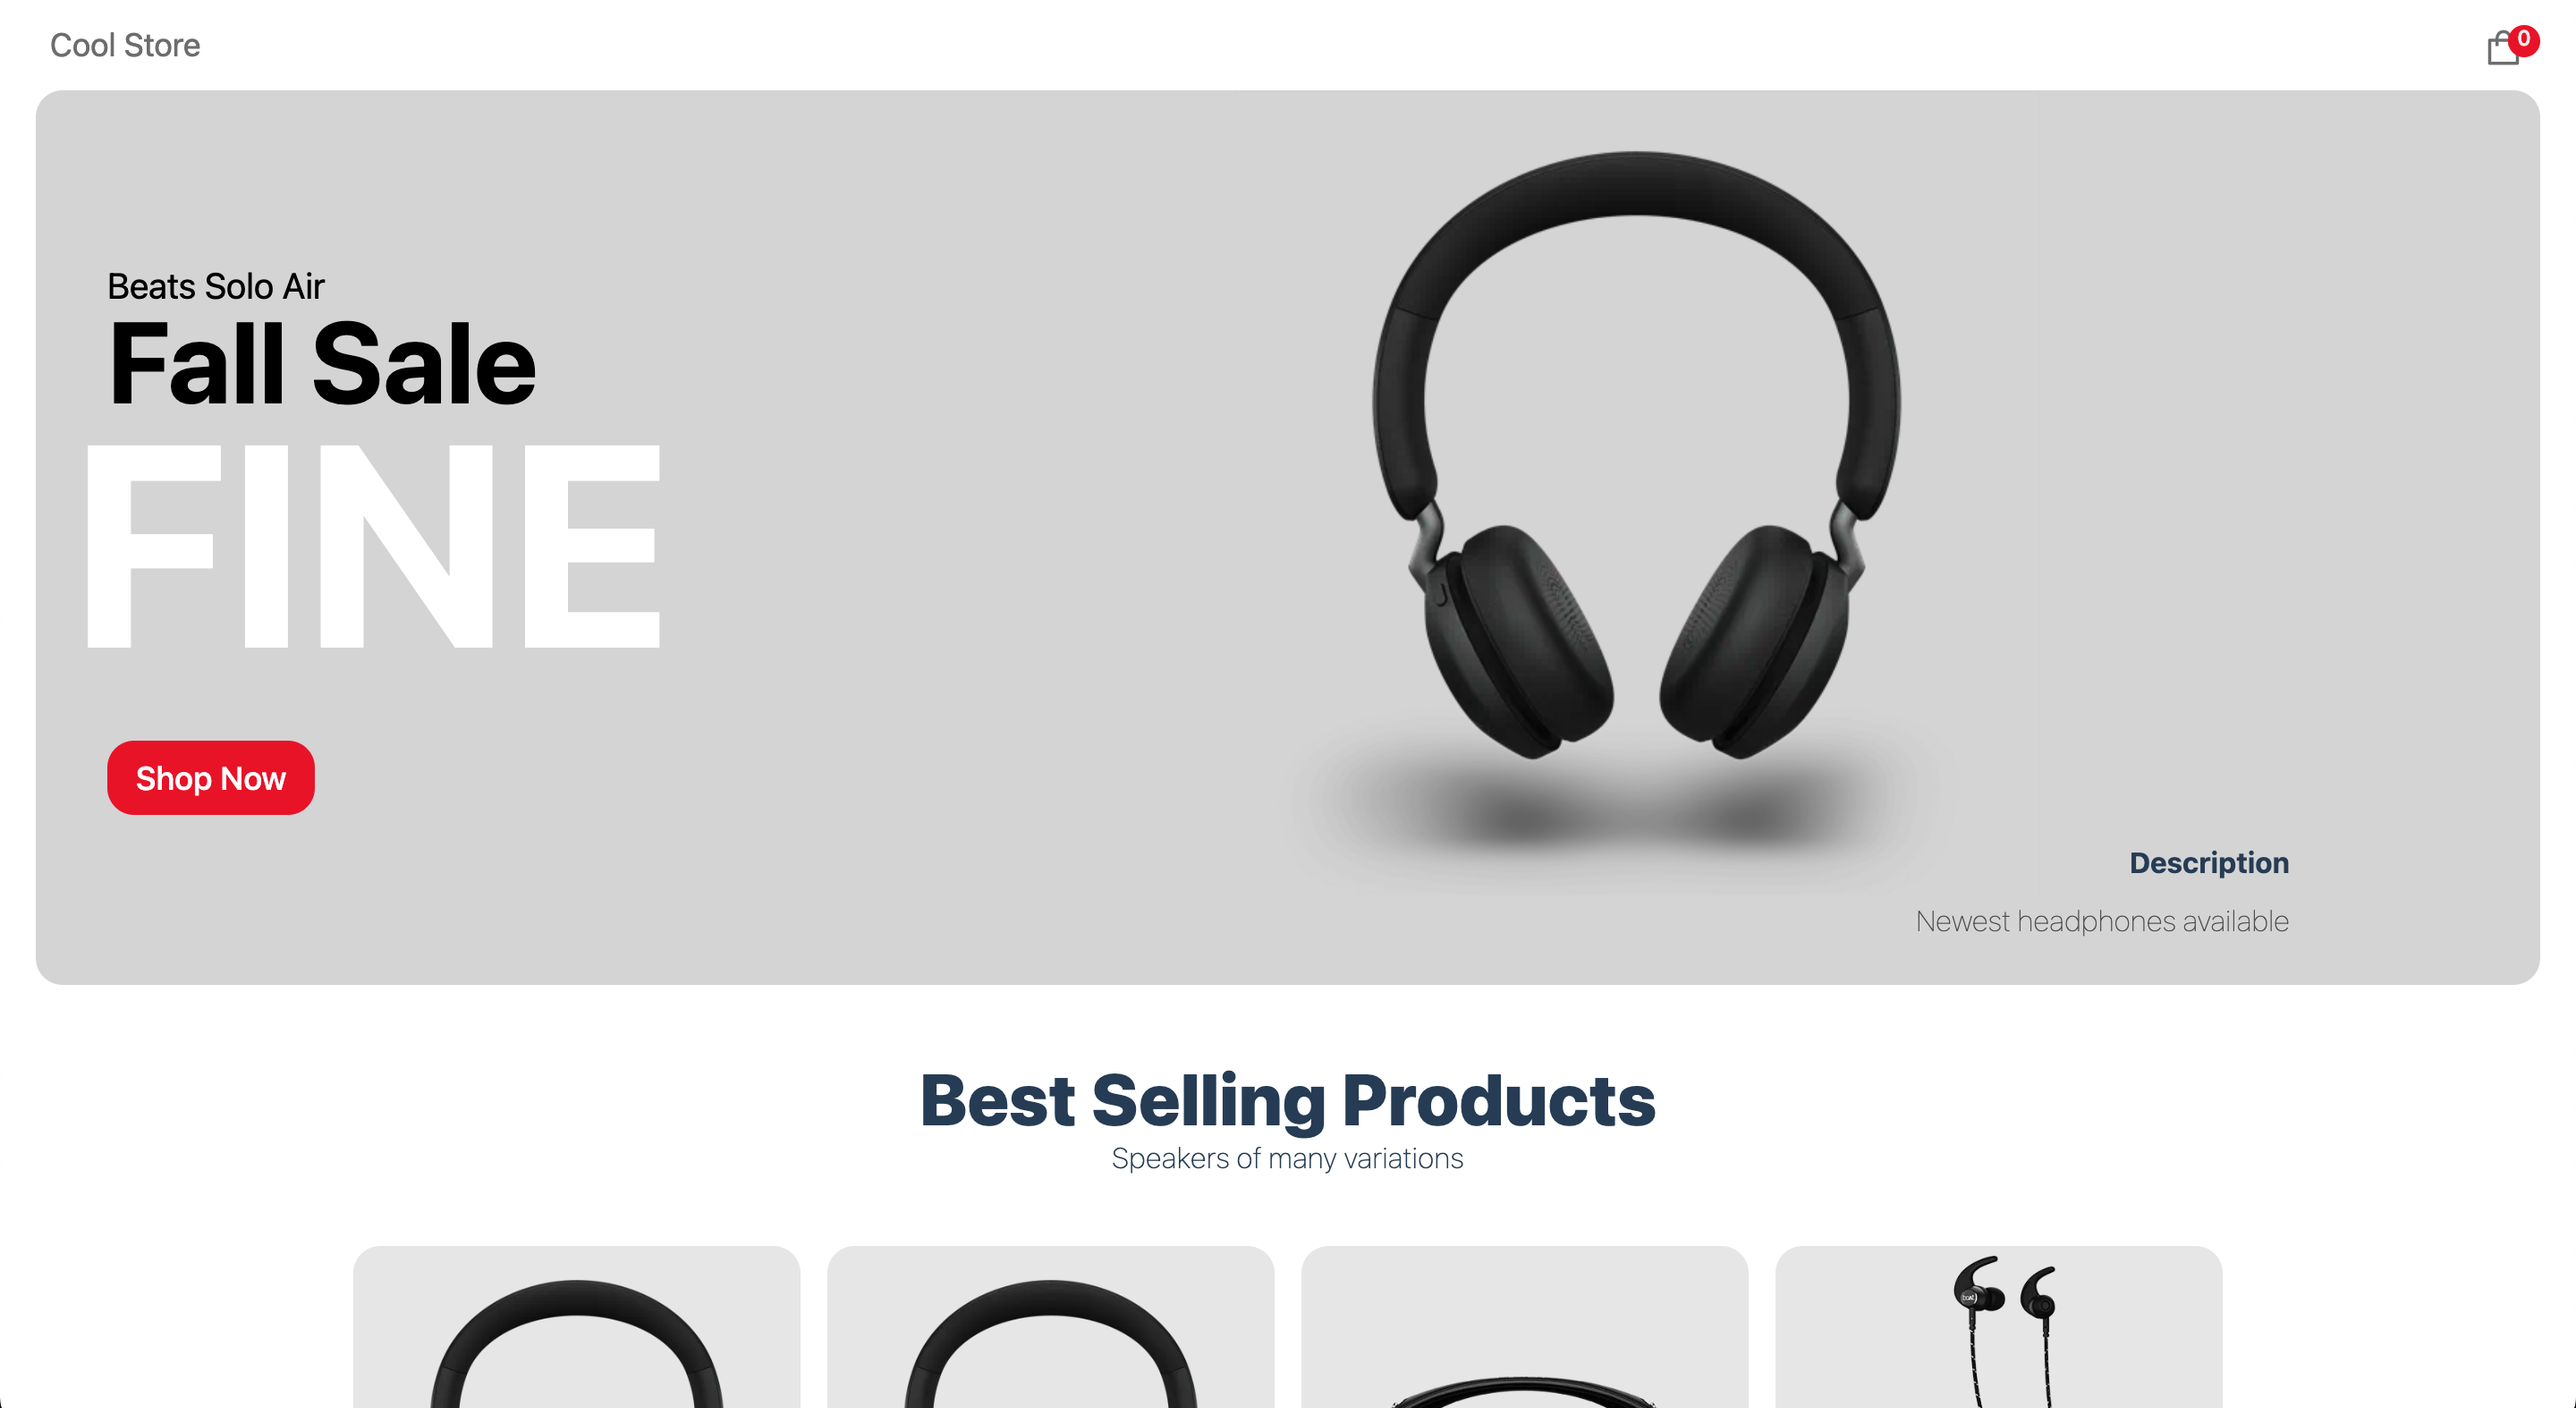 Cool Store
0
Beats Solo Air
Fall Sale
FINE
Shop Now
Description
Newest headphones available
Best Selling Products
Speakers of many variations
boAt